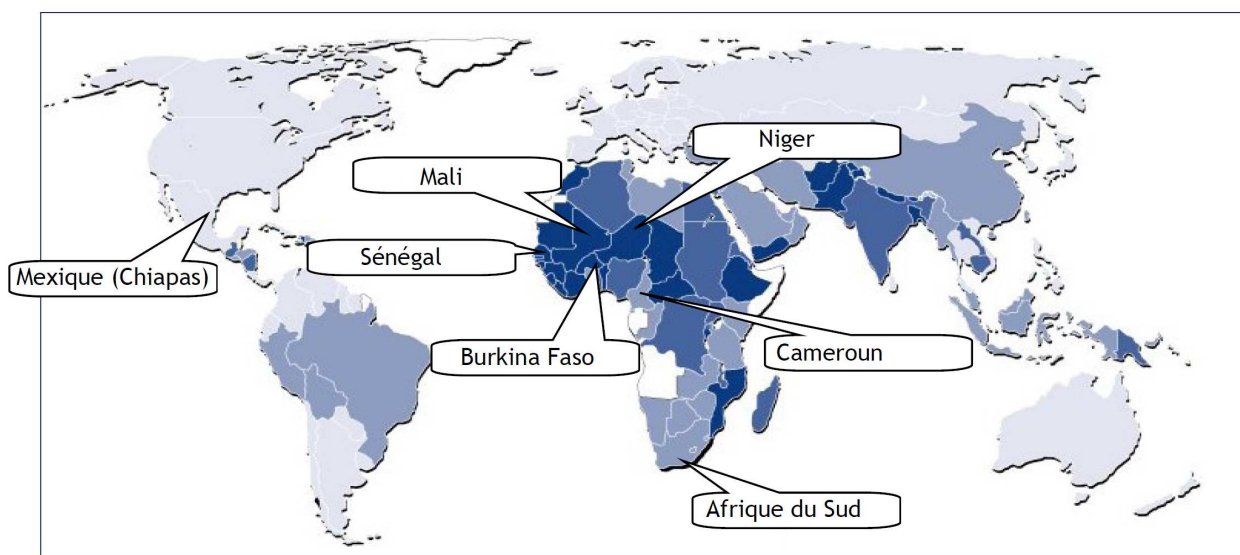 Niger
Mali
Sénégal
Mexique (Chiapas)
Burkina Faso
Cameroun
Afrique du Sud